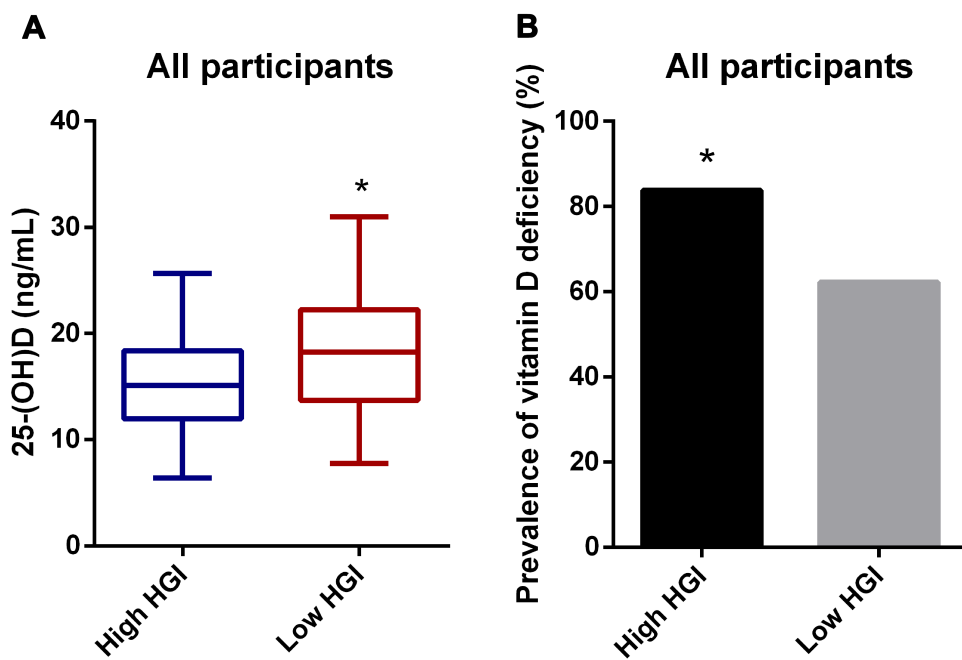 A
All participants
25-(OH)D (ng/mL)
40
30
20
10
0
*
High HGI
Low HGI
B
All participants
Prevalence of vitamin D deficiency (%)
100
80
60
40
20
0
*
High HGI
Low HGI